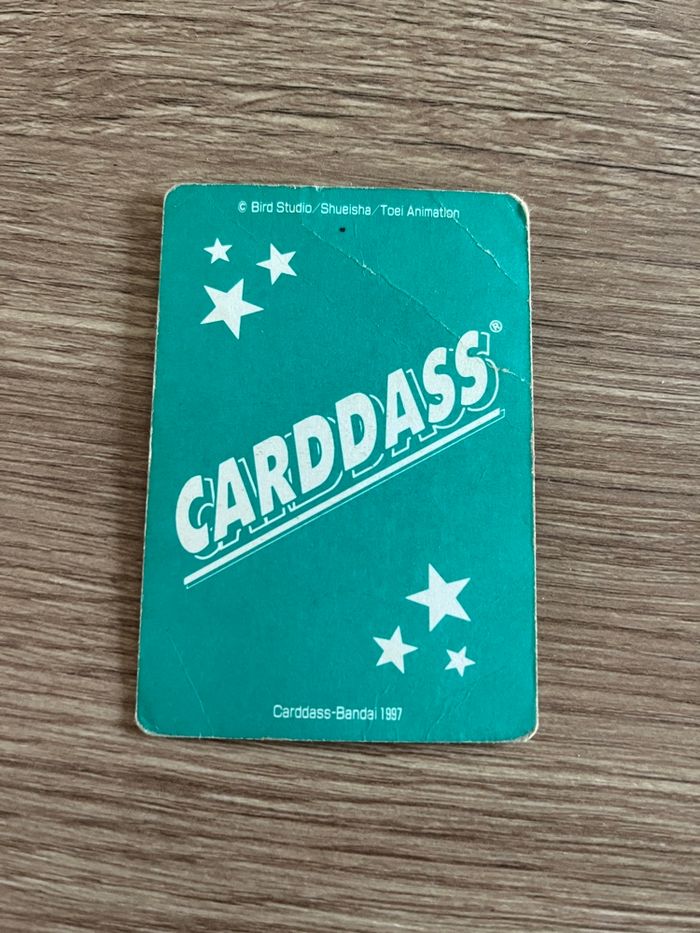 © Bird Studio/Shueisha/Toei Animation
CARDDASS®
Carddass-Bandai 1997